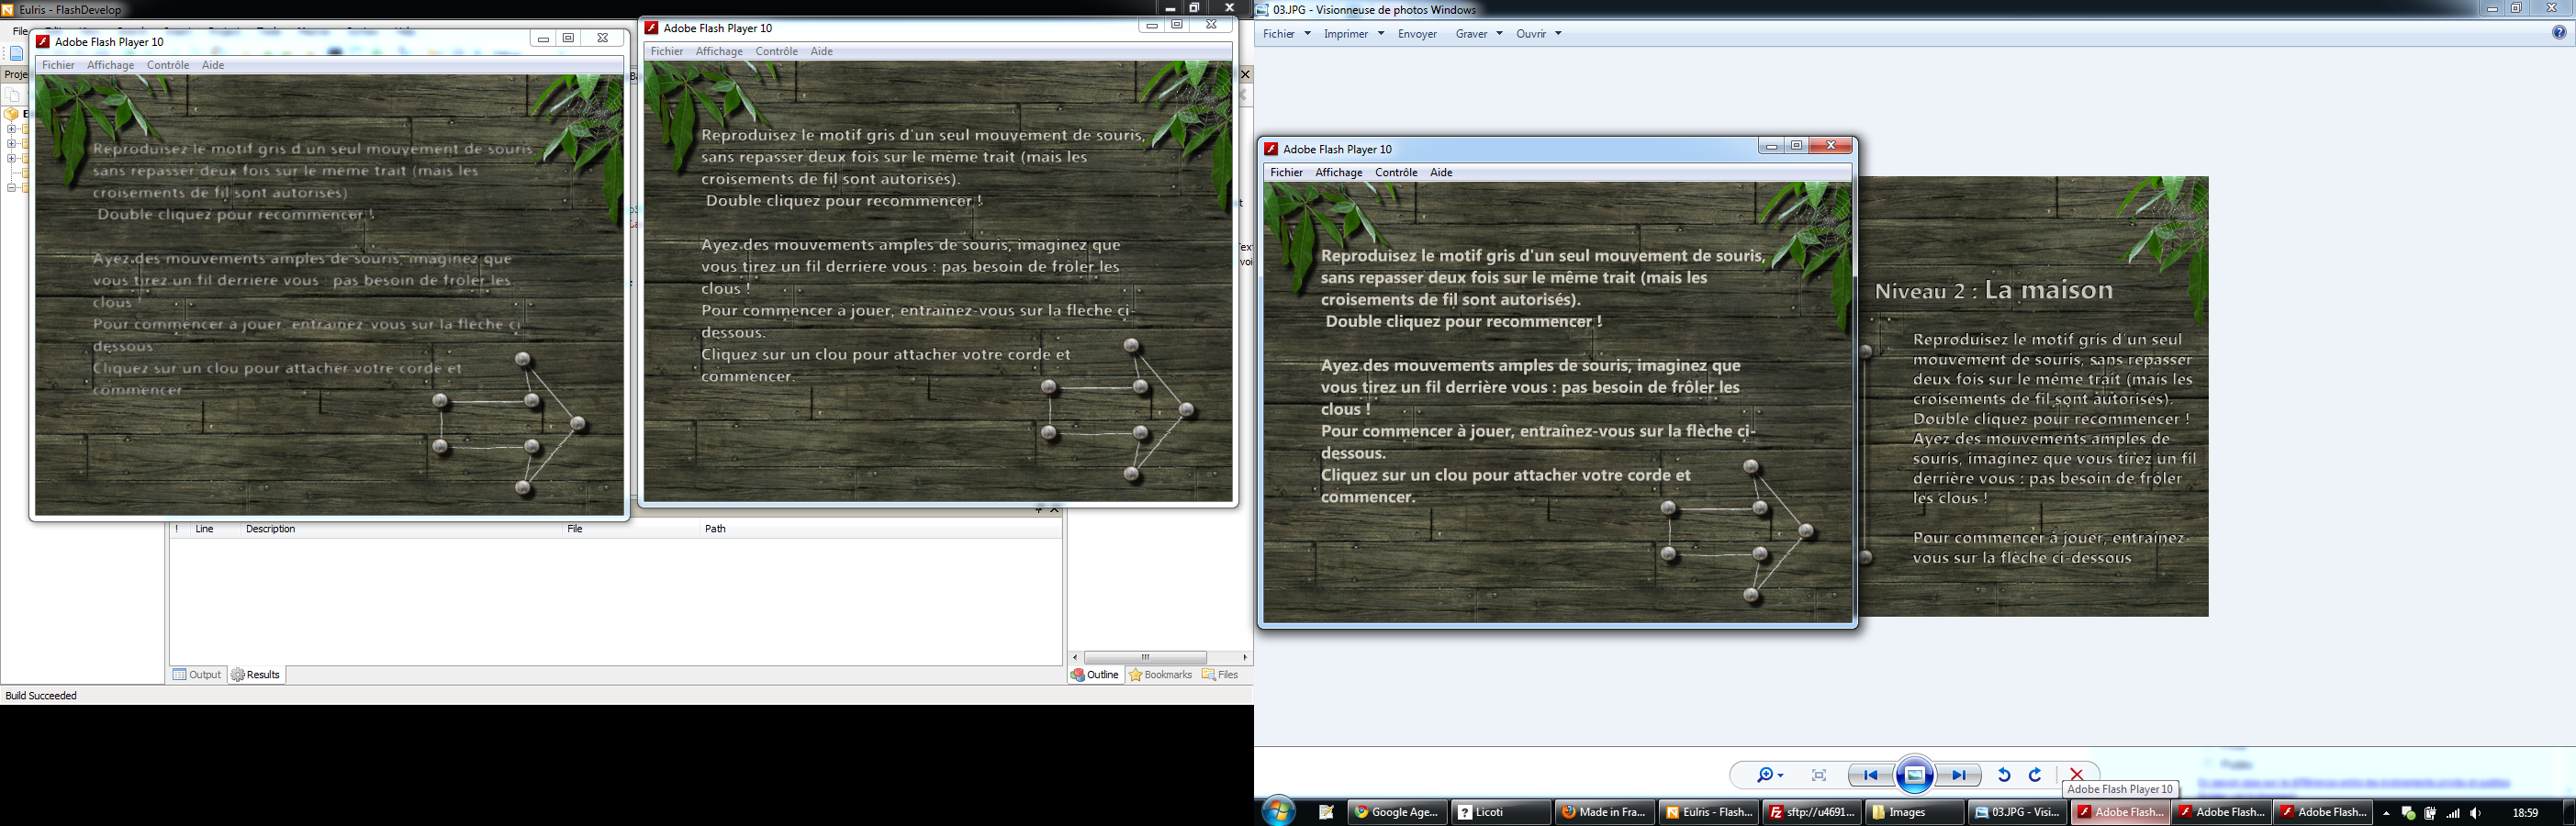 Eulris - FlashDevelop
File
Proje
Adobe Flash Player 10
Fichier Affichage Contrôle Aide
Reproduisez le motif gris d'un seul mouvement de souris,
sans repasser deux fois sur le même trait (mais les
croisements de fil sont autorisés)
Double cliquez pour recommencer !
Ayez des mouvements amples de souris, imaginez que
vous tirez un fil derrière vous : pas besoin de frôler les
clous !
Pour commencer à jouer, entraînez-vous sur la flèche ci-
dessous
Cliquez sur un clou pour attacher votre corde et
commencer
Adobe Flash Player 10
Fichier Affichage Contrôle Aide
Reproduisez le motif gris d'un seul mouvement de souris,
sans repasser deux fois sur le même trait (mais les
croisements de fil sont autorisés).
Double cliquez pour recommencer !
Ayez des mouvements amples de souris, imaginez que
vous tirez un fil derrière vous : pas besoin de frôler les
clous !
Pour commencer à jouer, entraînez-vous sur la flèche ci-
dessous.
Cliquez sur un clou pour attacher votre corde et
commencer.
! Line Description File Path
Output Results
Outline Bookmarks Files
Build Succeeded
03.JPG - Visionneuse de photos Windows
Fichier Imprimer Envoyer Graver Ouvrir
Adobe Flash Player 10
Fichier Affichage Contrôle Aide
Reproduisez le motif gris d'un seul mouvement de souris,
sans repasser deux fois sur le même trait (mais les
croisements de fil sont autorisés).
Double cliquez pour recommencer !
Ayez des mouvements amples de souris, imaginez que
vous tirez un fil derrière vous : pas besoin de frôler les
clous !
Pour commencer à jouer, entraînez-vous sur la flèche ci-
dessous.
Cliquez sur un clou pour attacher votre corde et
commencer.
Niveau 2 : La maison
Reproduisez le motif gris d'un seul
mouvement de souris, sans repasser
deux fois sur le même trait (mais les
croisements de fil sont autorisés).
Double cliquez pour recommencer !
Ayez des mouvements amples de
souris, imaginez que vous tirez un fil
derrière vous : pas besoin de frôler
les clous !
Pour commencer à jouer, entraînez-
vous sur la flèche ci-dessous
Adobe Flash Player 10
Google Age...
Licoti
Made in Fra...
Eulris - Flash...
sftp://u4691...
Images
03.JPG - Visi...
Adobe Flash...
Adobe Flash...
Adobe Flash...
18:59